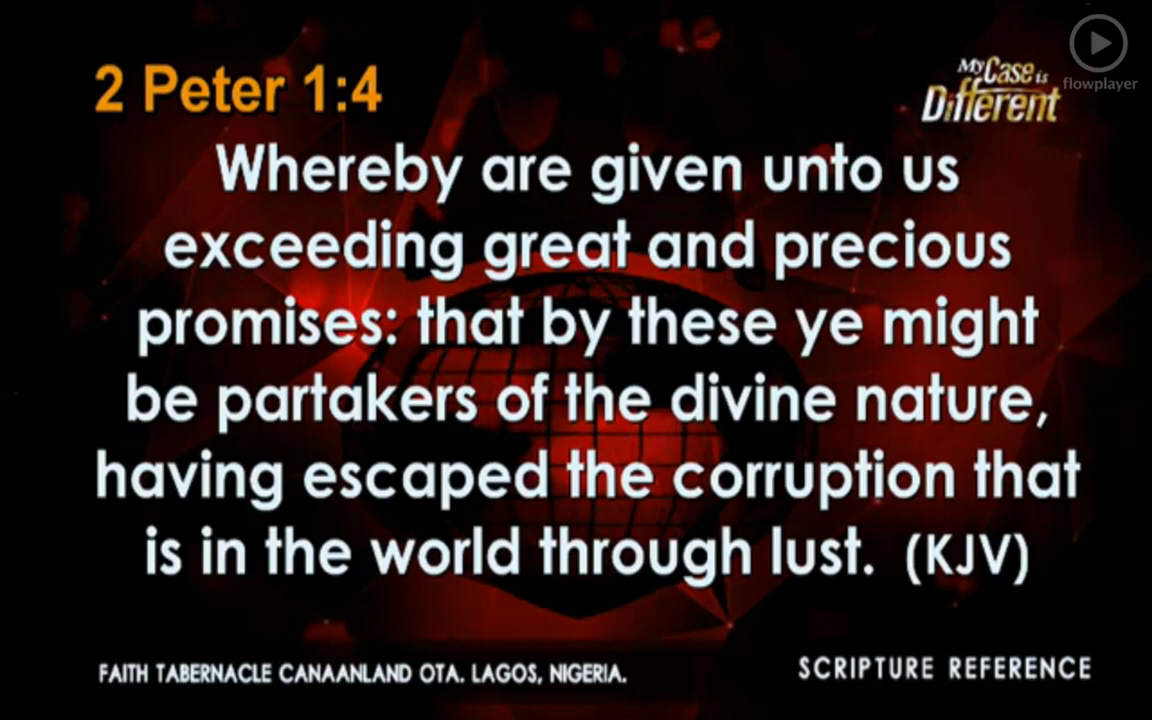 2 Peter 1:4
My Case is
Different
flowplayer
Whereby are given unto us
exceeding great and precious
promises: that by these ye might
be partakers of the divine nature,
having escaped the corruption that
is in the world through lust. (KJV)
FAITH TABERNACLE CANAANLAND OTA. LAGOS, NIGERIA.
SCRIPTURE REFERENCE